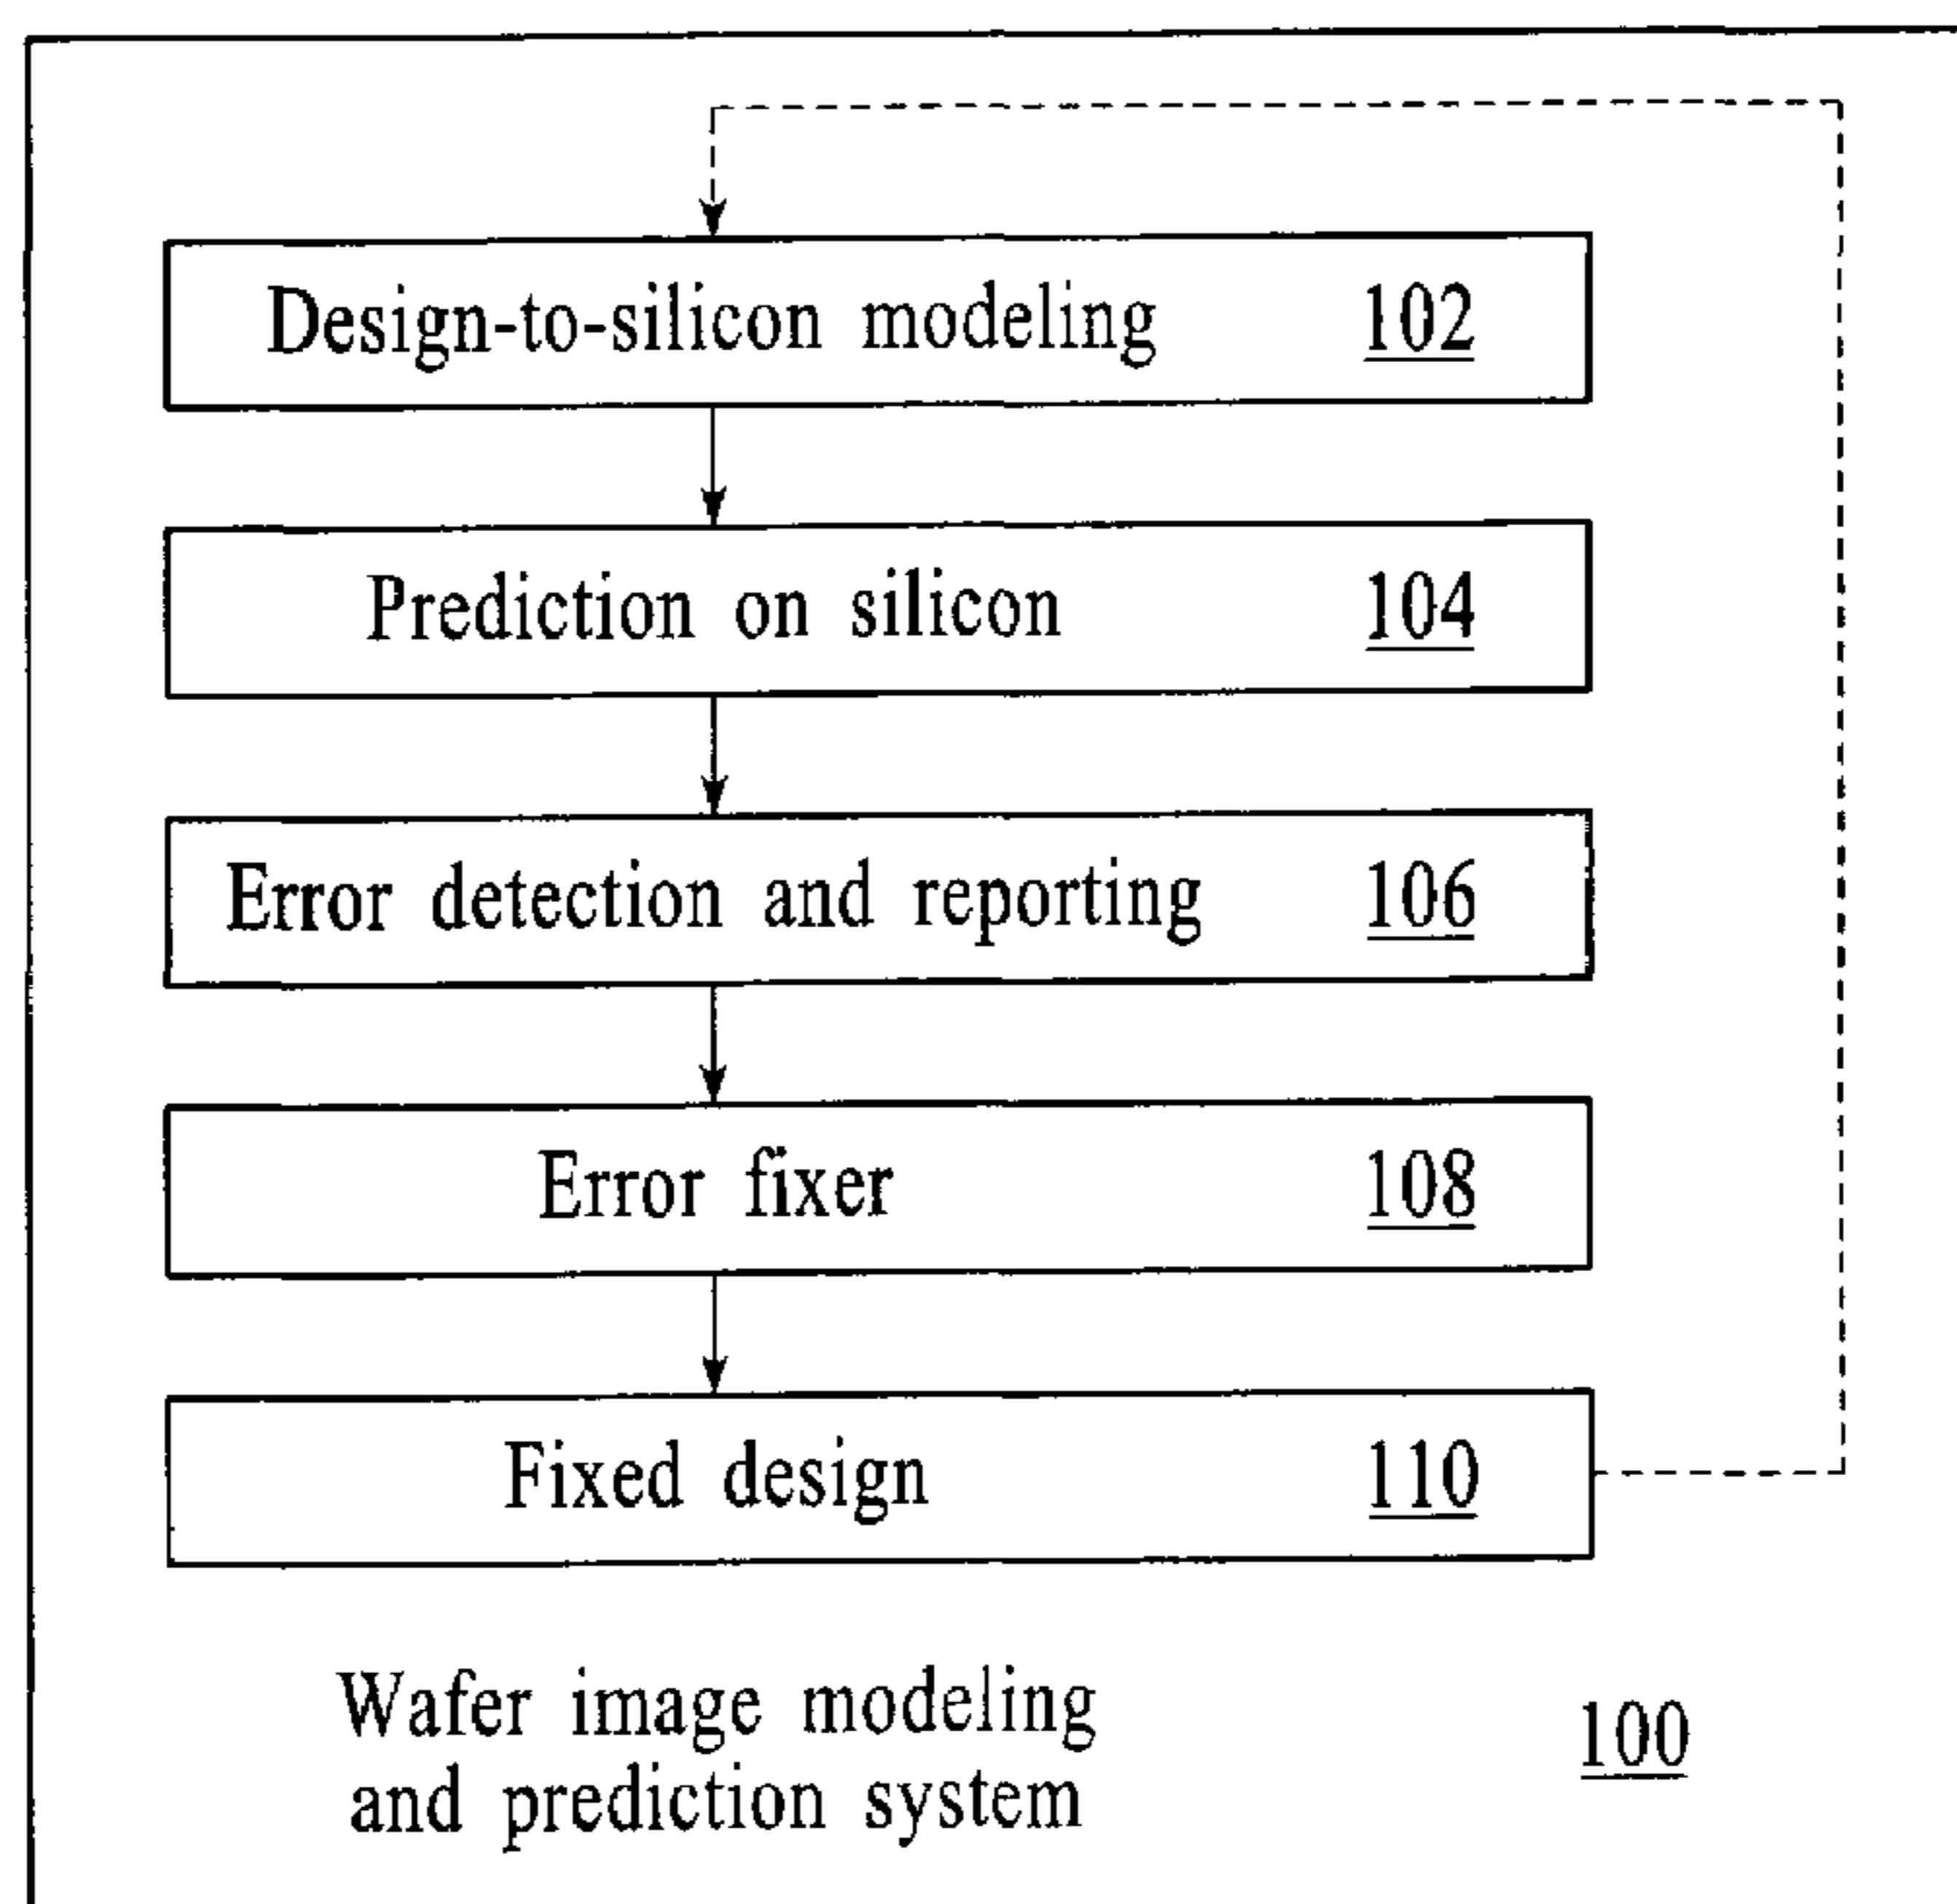 Design-to-silicon modeling 102
Prediction on silicon 104
Error detection and reporting 106
Error fixer 108
Fixed design 110
Wafer image modeling
and prediction system
100